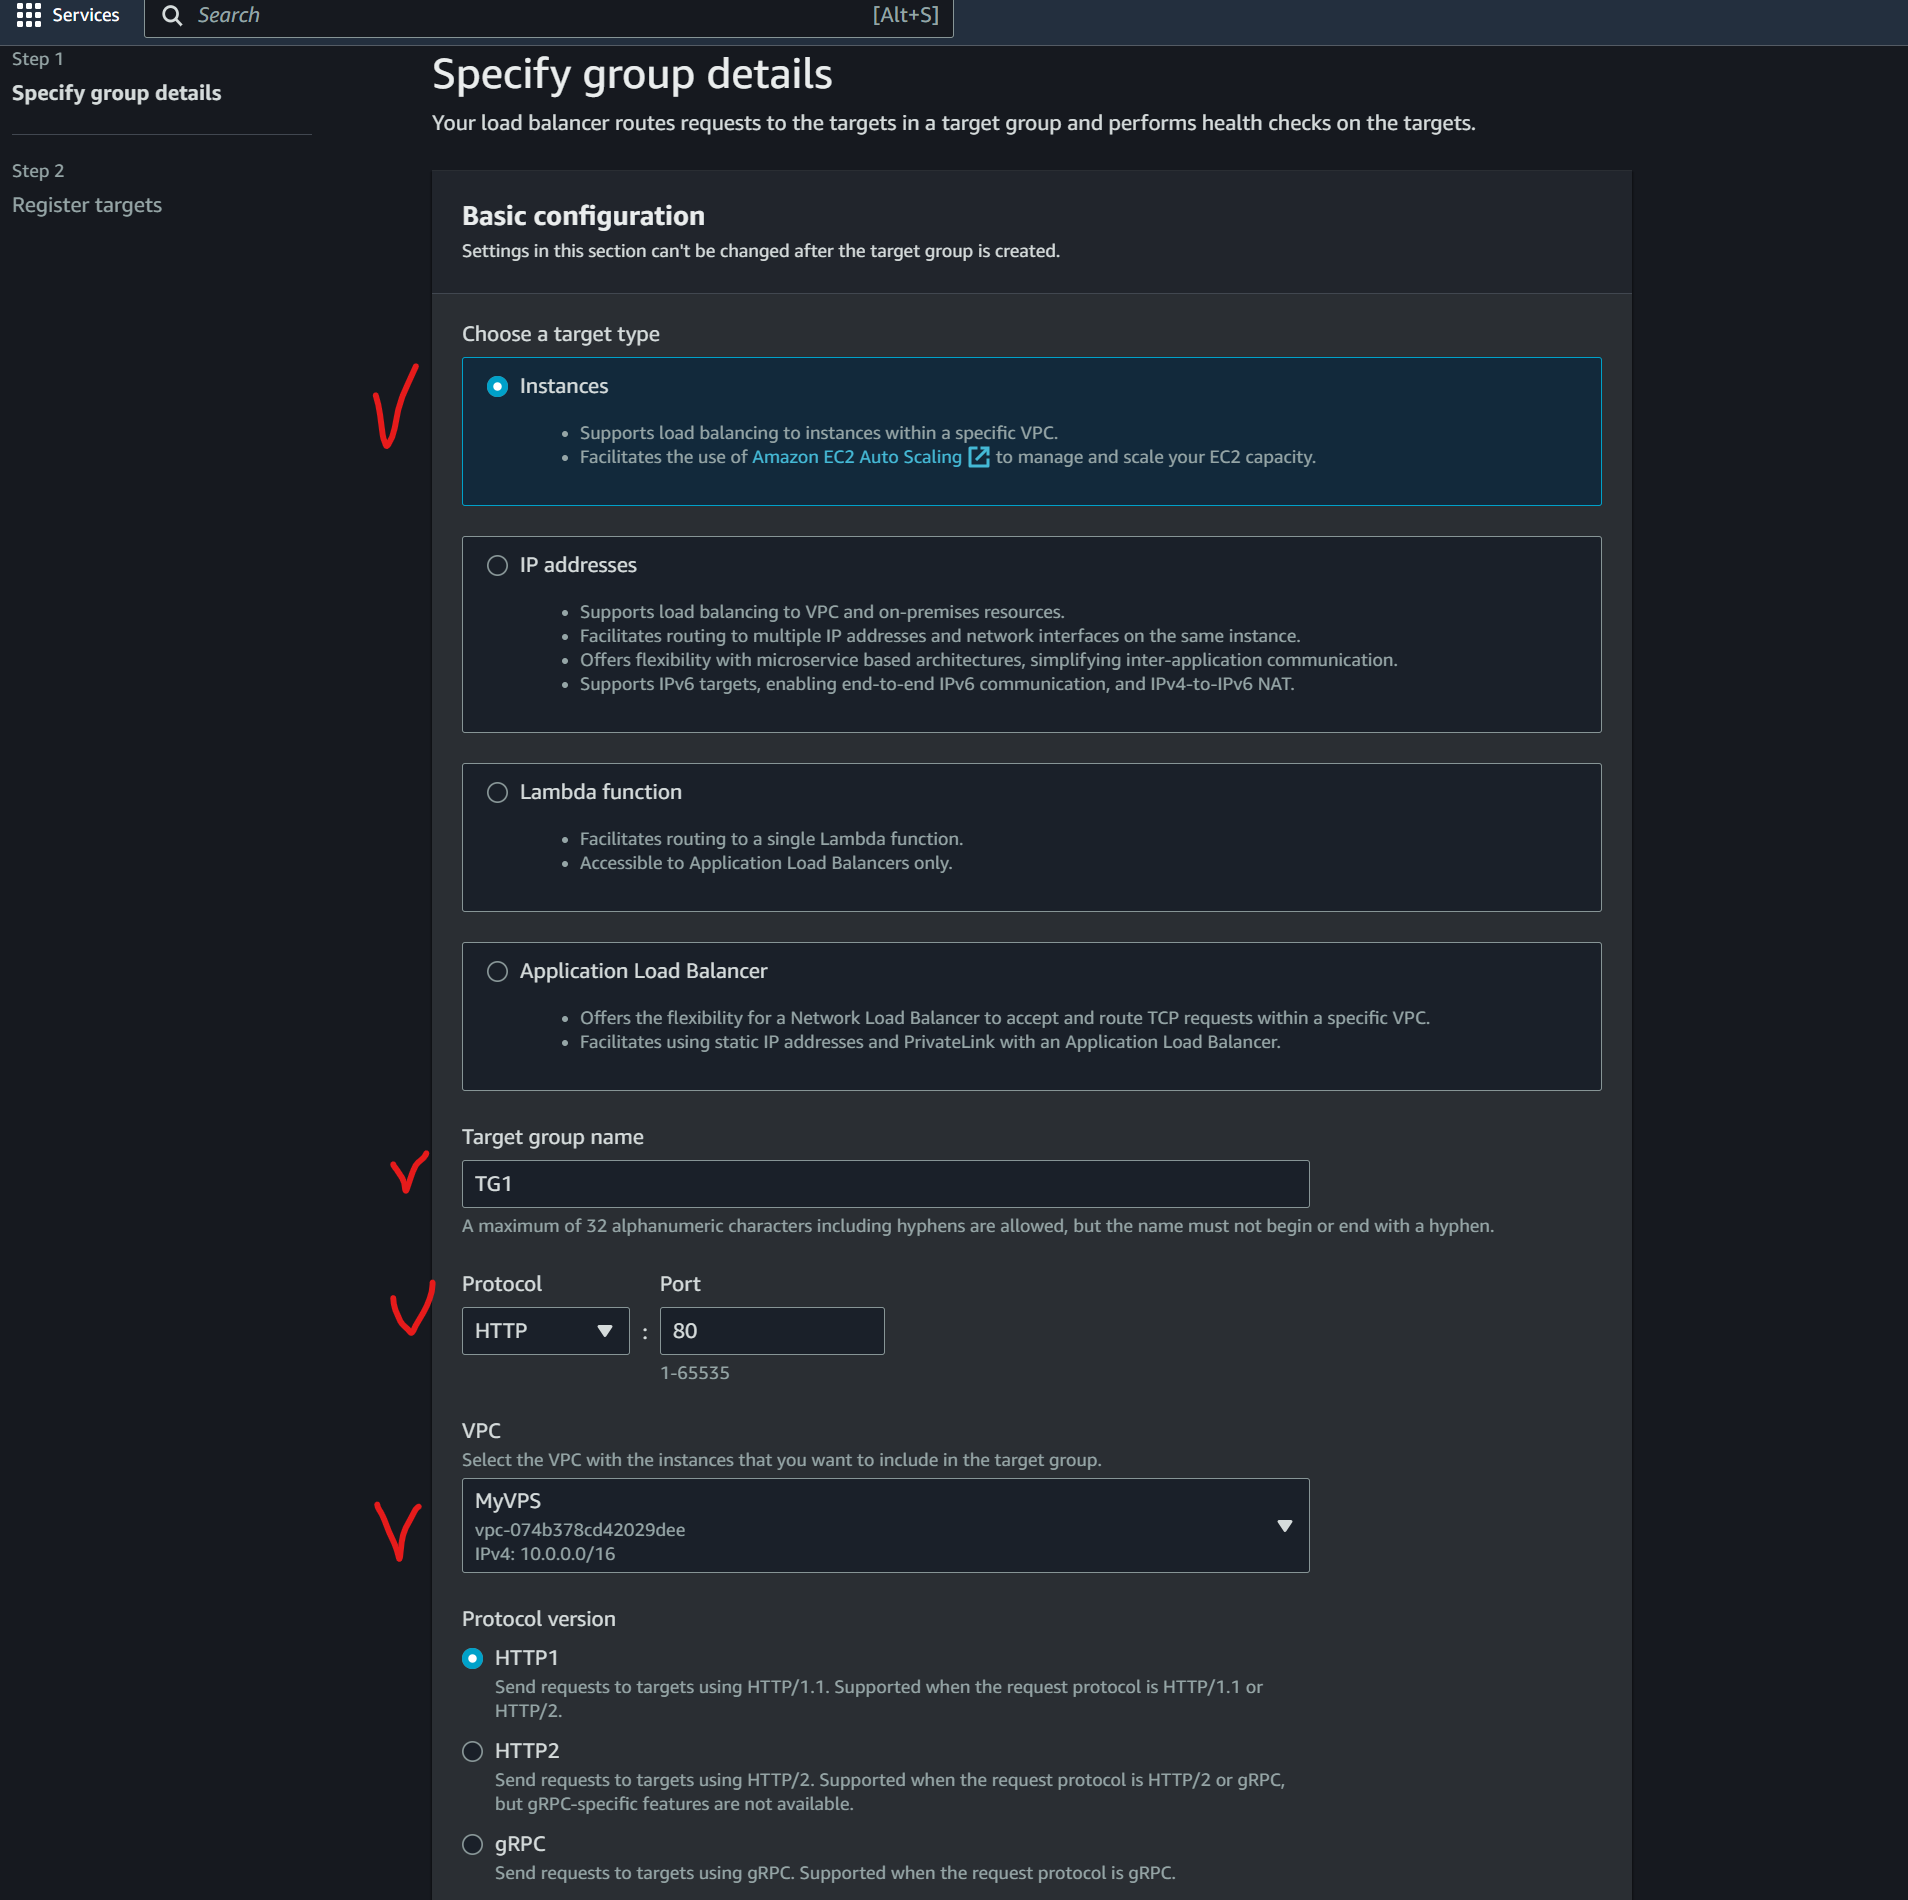 Services
Search
[Alt+S]
Step 1
Specify group details
Step 2
Register targets
Specify group details
Your load balancer routes requests to the targets in a target group and performs health checks on the targets.
Basic configuration
Settings in this section can't be changed after the target group is created.
Choose a target type
Instances
• Supports load balancing to instances within a specific VPC.
• Facilitates the use of Amazon EC2 Auto Scaling to manage and scale your EC2 capacity.
IP addresses
• Supports load balancing to VPC and on-premises resources.
• Facilitates routing to multiple IP addresses and network interfaces on the same instance.
• Offers flexibility with microservice based architectures, simplifying inter-application communication.
• Supports IPv6 targets, enabling end-to-end IPv6 communication, and IPv4-to-IPv6 NAT.
Lambda function
• Facilitates routing to a single Lambda function.
• Accessible to Application Load Balancers only.
Application Load Balancer
• Offers the flexibility for a Network Load Balancer to accept and route TCP requests within a specific VPC.
• Facilitates using static IP addresses and PrivateLink with an Application Load Balancer.
Target group name
TG1
A maximum of 32 alphanumeric characters including hyphens are allowed, but the name must not begin or end with a hyphen.
Protocol Port
HTTP : 80
1-65535
VPC
Select the VPC with the instances that you want to include in the target group.
MyVPS
vpc-074b378cd42029dee
IPv4: 10.0.0.0/16
Protocol version
HTTP1
Send requests to targets using HTTP/1.1. Supported when the request protocol is HTTP/1.1 or
HTTP/2.
HTTP2
Send requests to targets using HTTP/2. Supported when the request protocol is HTTP/2 or gRPC,
but gRPC-specific features are not available.
gRPC
Send requests to targets using gRPC. Supported when the request protocol is gRPC.